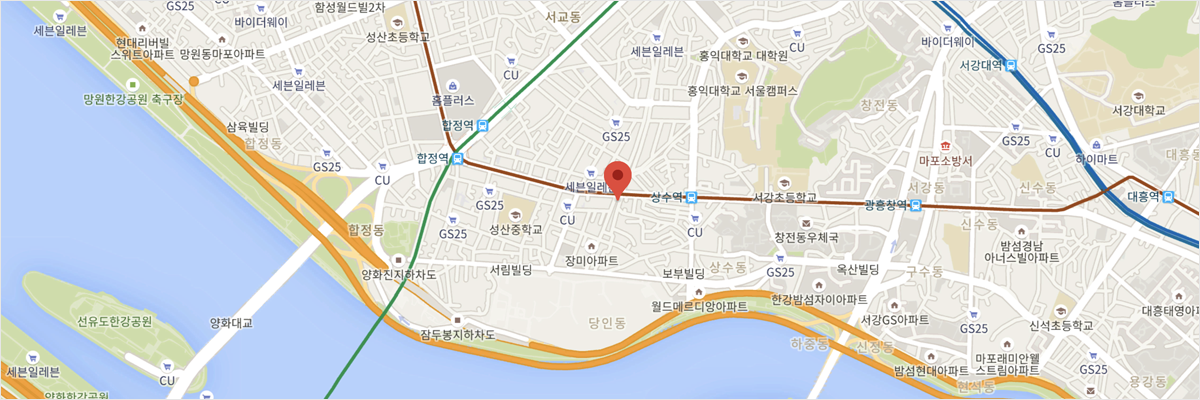 GS25
바이더웨이
함성월드빌2차
서교동
홈플러스
세븐일레븐
현대리버빌
스위트아파트
망원동마포아파트
성산초등학교
세븐일레븐
홍익대학교 대학원
CU
바이더웨이
GS25
서강대역
세븐일레븐
CU
홍익대학교 서울캠퍼스
망원한강공원 축구장
홈플러스
창전동
서강대학교
삼육빌딩
합정역
GS25
GS25
CU
합정동
합정역
마포소방서
하이마트
대흥동
GS25
CU
세븐일레븐
상수역
서강초등학교
서강동
수수동
대흥역
GS25
CU
광흥창역
합정동
GS25
성산중학교
CU
창전동우체국
신수동
밤섬경남
아너스빌아파트
양화진지하차도
서림빌딩
장미아파트
보부빌딩
상수동
GS25
옥산빌딩
구수동
선유도한강공원
양화대교
월드메르디앙아파트
한강밤섬자이아파트
서강GS아파트
GS25
신석초등학교
대흥태영아파
잠두봉지하차도
당인동
하중동
신정동
세븐일레븐
CU
밤섬현대아파트
마포래미안웰
스트림아파트
GS25
현석동
용강동
양화한강공원